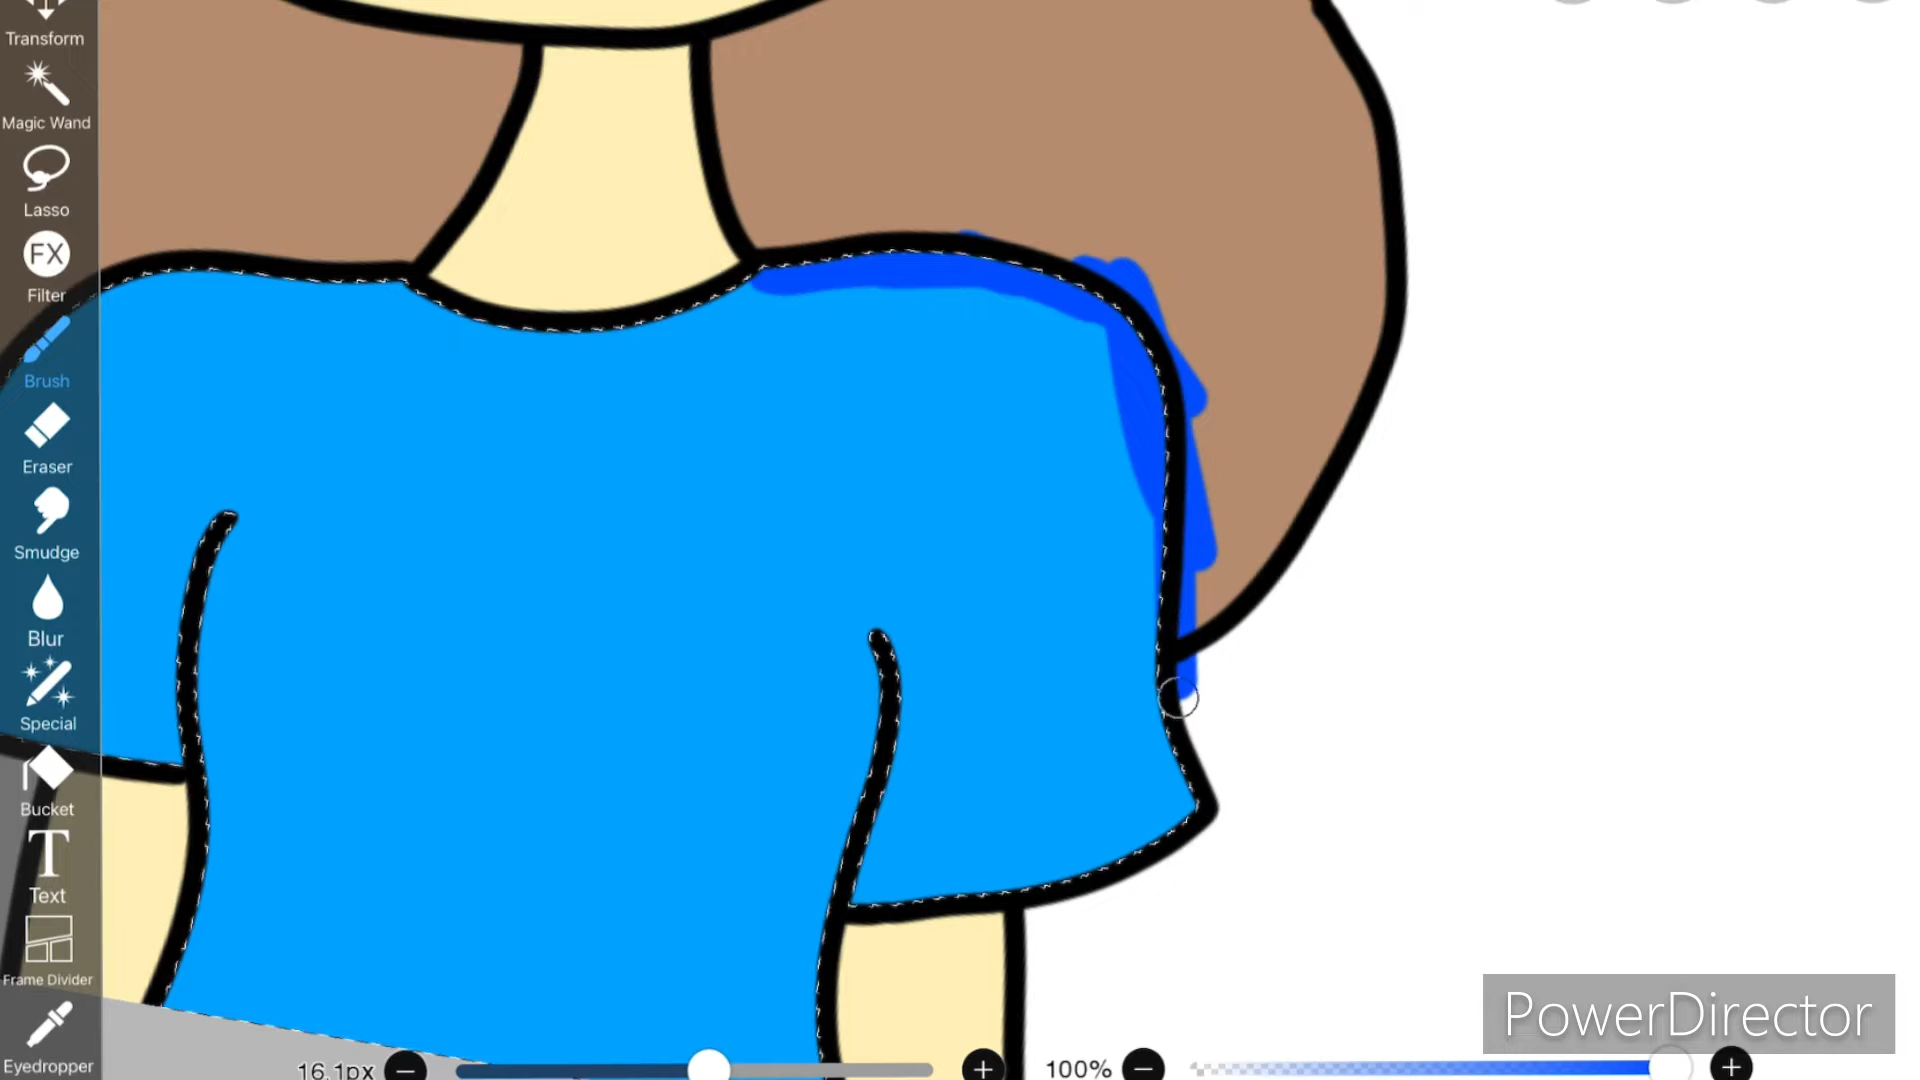 Transform
Magic Wand
Lasso
FX
Filter
Brush
Eraser
Smudge
Blur
Special
Bucket
T
Text
Frame Divider
Eyedropper
16.1px
100%
PowerDirector